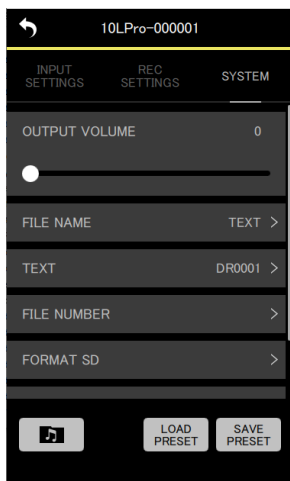 10LPro-000001
INPUT
SETTINGS
REC
SETTINGS
SYSTEM
OUTPUT VOLUME 0
FILE NAME TEXT >
TEXT DR0001 >
FILE NUMBER >
FORMAT SD >
LOAD
PRESET
SAVE
PRESET